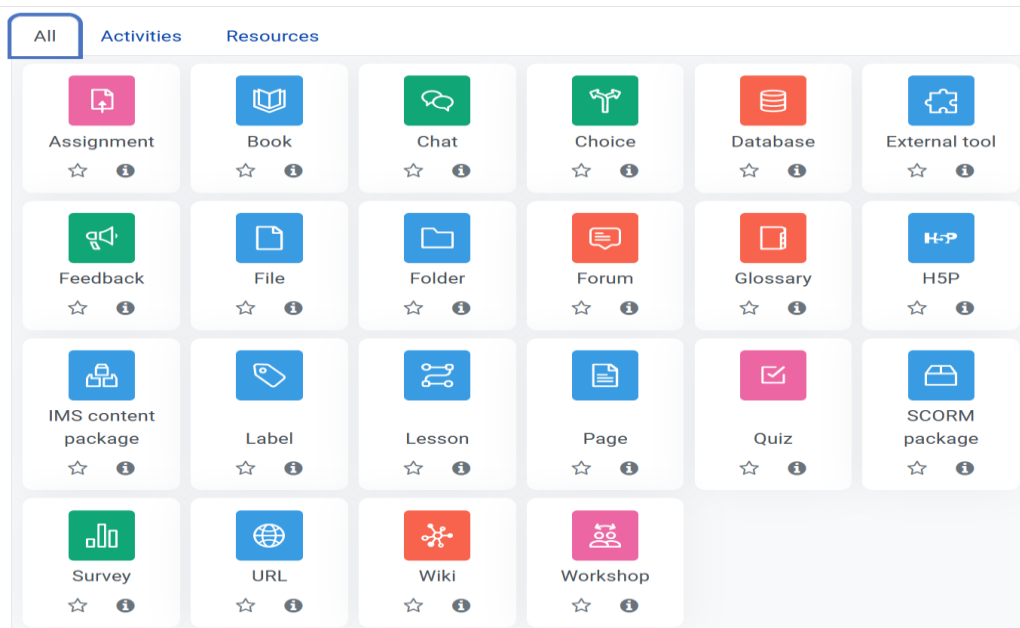 All Activities Resources
Assignment Book Chat Choice Database External tool
Feedback File Folder Forum Glossary H5P
H5P
IMS content package Label Lesson Page Quiz SCORM package
Survey URL Wiki Workshop